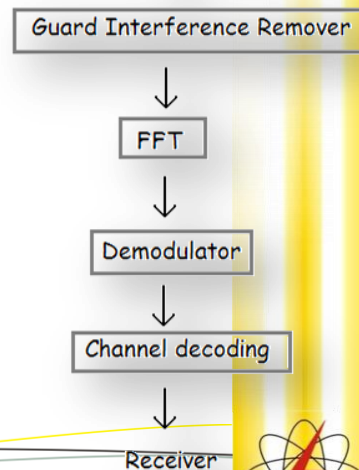 Guard Interference Remover
FFT
Demodulator
Channel decoding
Receiver